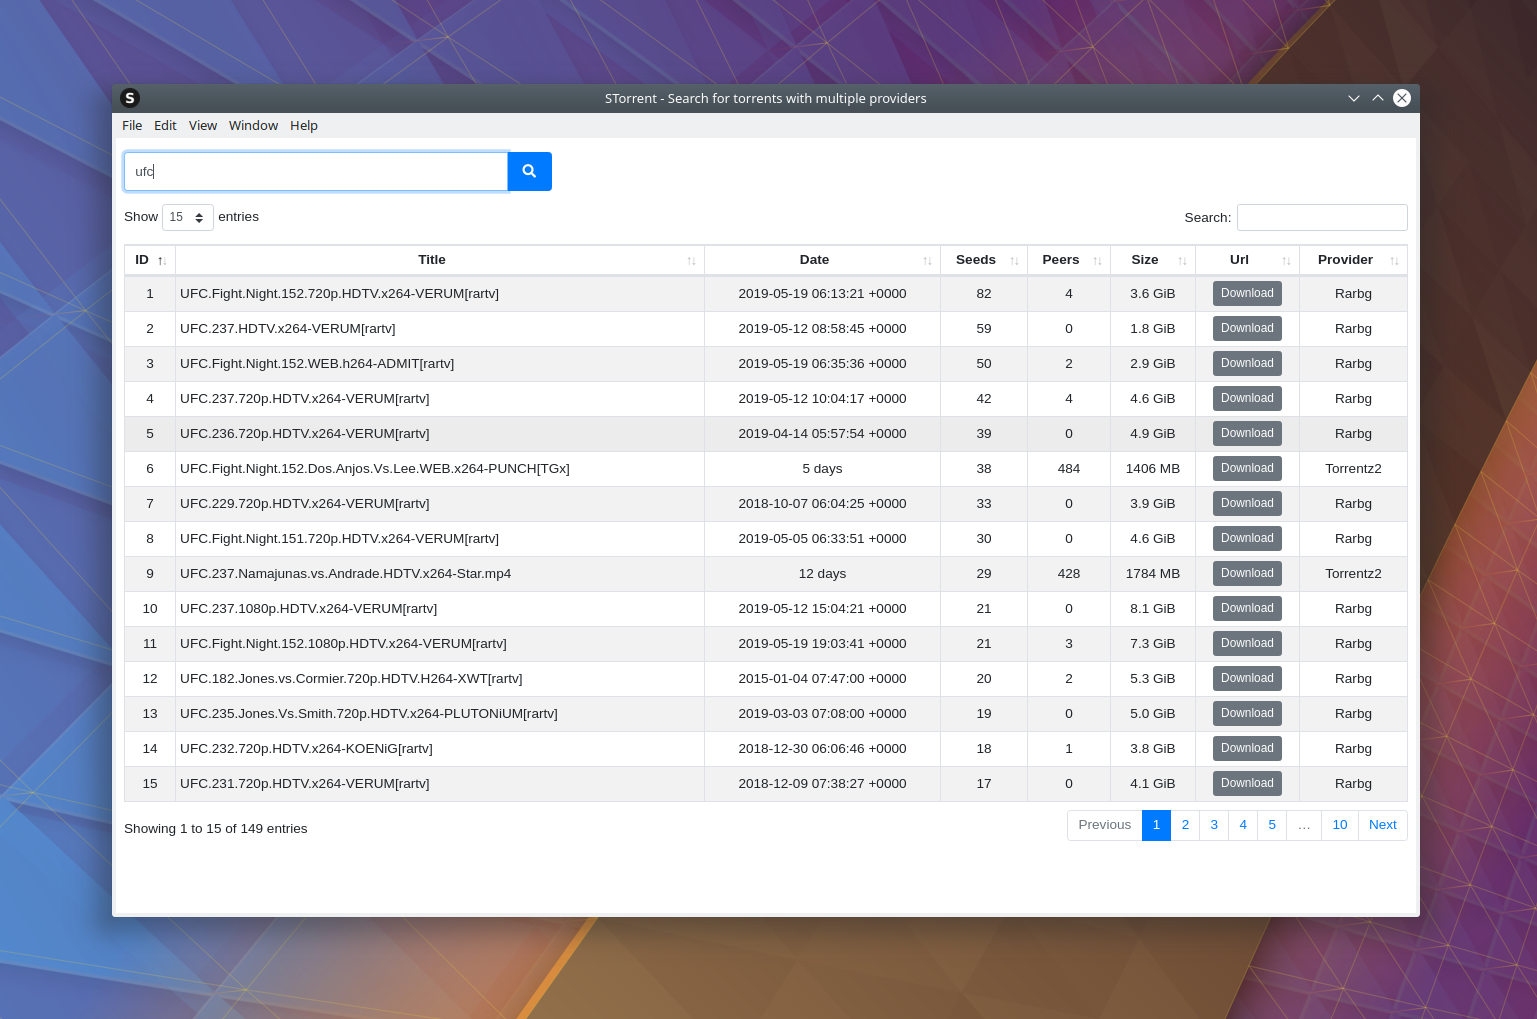 S STorrent - Search for torrents with multiple providers
File Edit View Window Help
ufc
Show 15 entries Search:
ID Title Date Seeds Peers Size Url Provider
1 UFC.Fight.Night.152.720p.HDTV.x264-VERUM[rartv] 2019-05-19 06:13:21 +0000 82 4 3.6 GiB Download Rarbg
2 UFC.237.HDTV.x264-VERUM[rartv] 2019-05-12 08:58:45 +0000 59 0 1.8 GiB Download Rarbg
3 UFC.Fight.Night.152.WEB.h264-ADMIT[rartv] 2019-05-19 06:35:36 +0000 50 2 2.9 GiB Download Rarbg
4 UFC.237.720p.HDTV.x264-VERUM[rartv] 2019-05-12 10:04:17 +0000 42 4 4.6 GiB Download Rarbg
5 UFC.236.720p.HDTV.x264-VERUM[rartv] 2019-04-14 05:57:54 +0000 39 0 4.9 GiB Download Rarbg
6 UFC.Fight.Night.152.Dos.Anjos.Vs.Lee.WEB.x264-PUNCH[TGx] 5 days 38 484 1406 MB Download Torrentz2
7 UFC.229.720p.HDTV.x264-VERUM[rartv] 2018-10-07 06:04:25 +0000 33 0 3.9 GiB Download Rarbg
8 UFC.Fight.Night.151.720p.HDTV.x264-VERUM[rartv] 2019-05-05 06:33:51 +0000 30 0 4.6 GiB Download Rarbg
9 UFC.237.Namajunas.vs.Andrade.HDTV.x264-Star.mp4 12 days 29 428 1784 MB Download Torrentz2
10 UFC.237.1080p.HDTV.x264-VERUM[rartv] 2019-05-12 15:04:21 +0000 21 0 8.1 GiB Download Rarbg
11 UFC.Fight.Night.152.1080p.HDTV.x264-VERUM[rartv] 2019-05-19 19:03:41 +0000 21 3 7.3 GiB Download Rarbg
12 UFC.182.Jones.vs.Cormier.720p.HDTV.H264-XWT[rartv] 2015-01-04 07:47:00 +0000 20 2 5.3 GiB Download Rarbg
13 UFC.235.Jones.Vs.Smith.720p.HDTV.x264-PLUTONiUM[rartv] 2019-03-03 07:08:00 +0000 19 0 5.0 GiB Download Rarbg
14 UFC.232.720p.HDTV.x264-KOENiG[rartv] 2018-12-30 06:06:46 +0000 18 1 3.8 GiB Download Rarbg
15 UFC.231.720p.HDTV.x264-VERUM[rartv] 2018-12-09 07:38:27 +0000 17 0 4.1 GiB Download Rarbg
Showing 1 to 15 of 149 entries Previous 1 2 3 4 5 … 10 Next